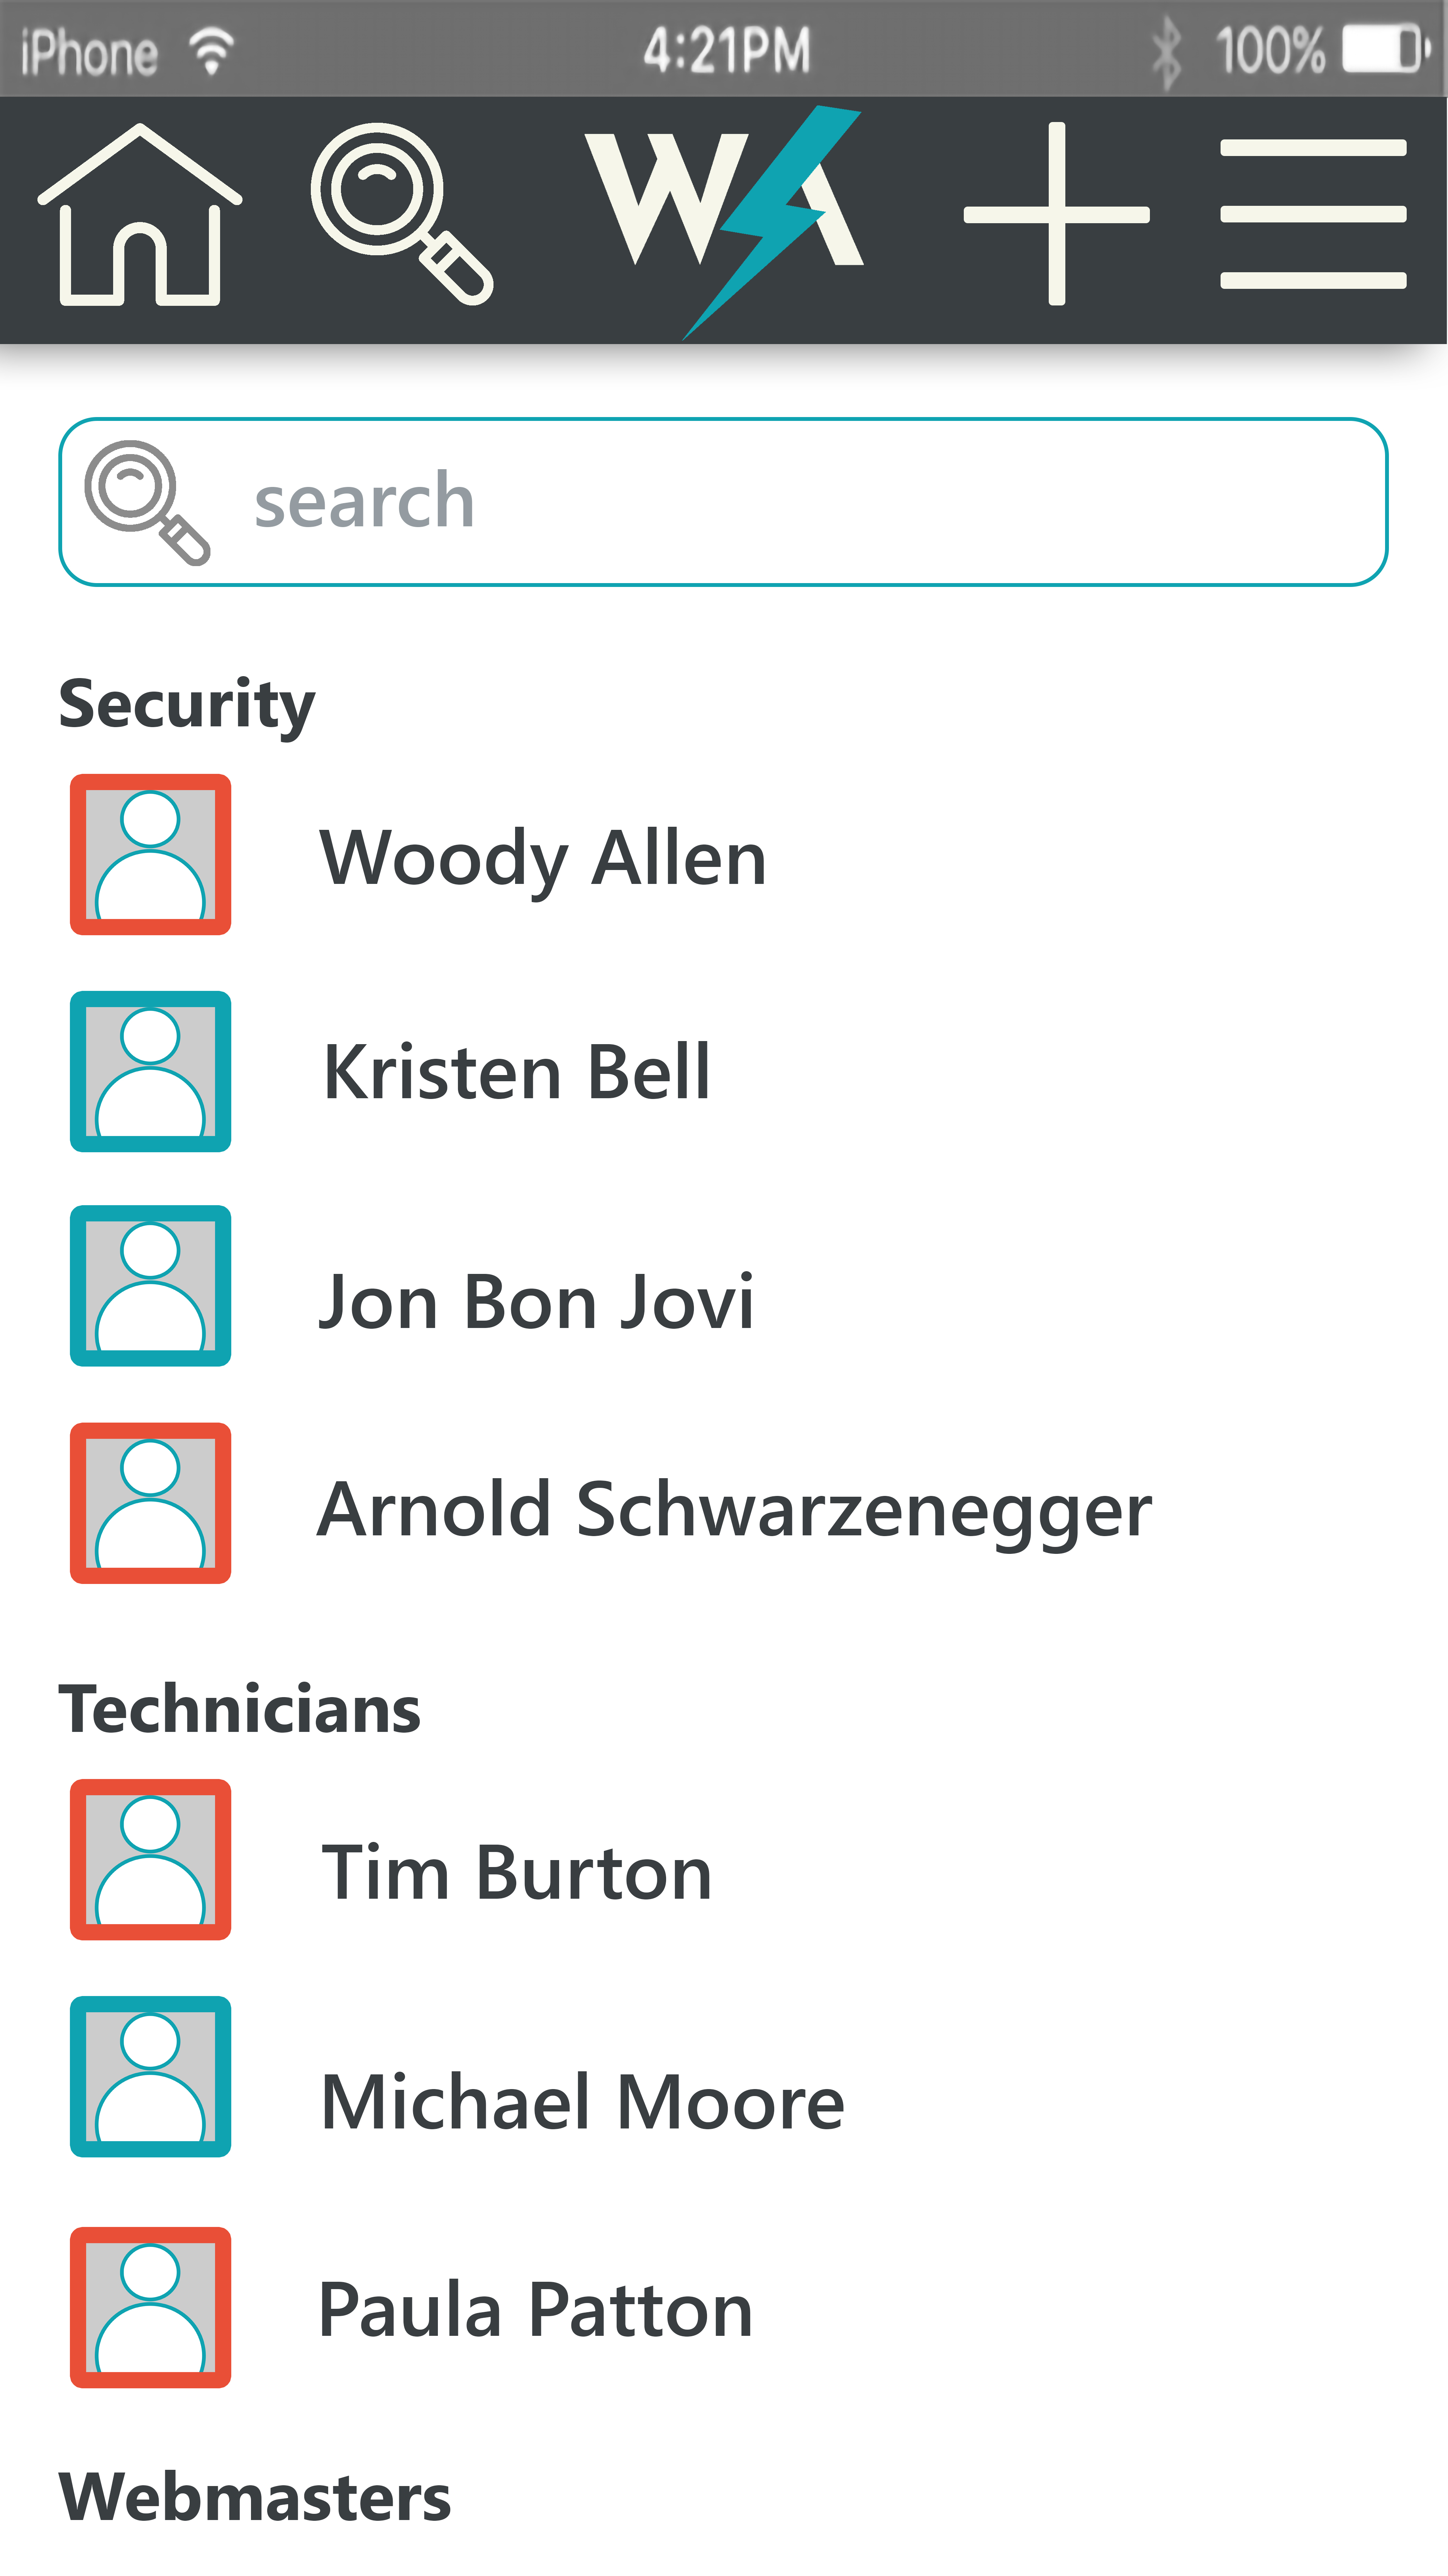 iPhone 4:21PM 100%
WA
search
Security
Woody Allen
Kristen Bell
Jon Bon Jovi
Arnold Schwarzenegger
Technicians
Tim Burton
Michael Moore
Paula Patton
Webmasters